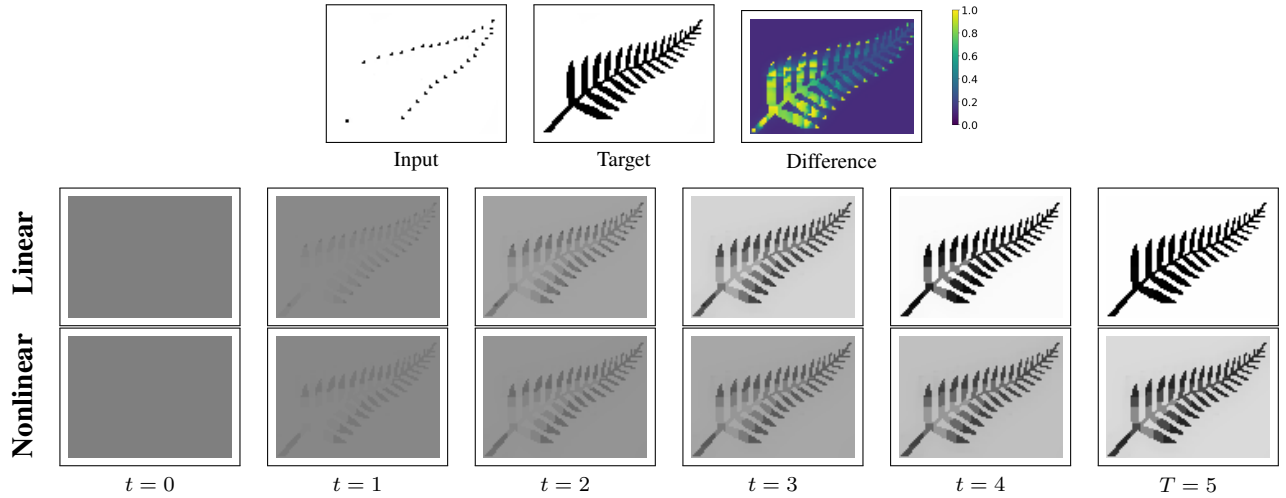 1.0
0.8
0.6
0.4
0.2
0.0
Input
Target
Difference
Linear
Nonlinear
t = 0
t = 1
t = 2
t = 3
t = 4
T = 5